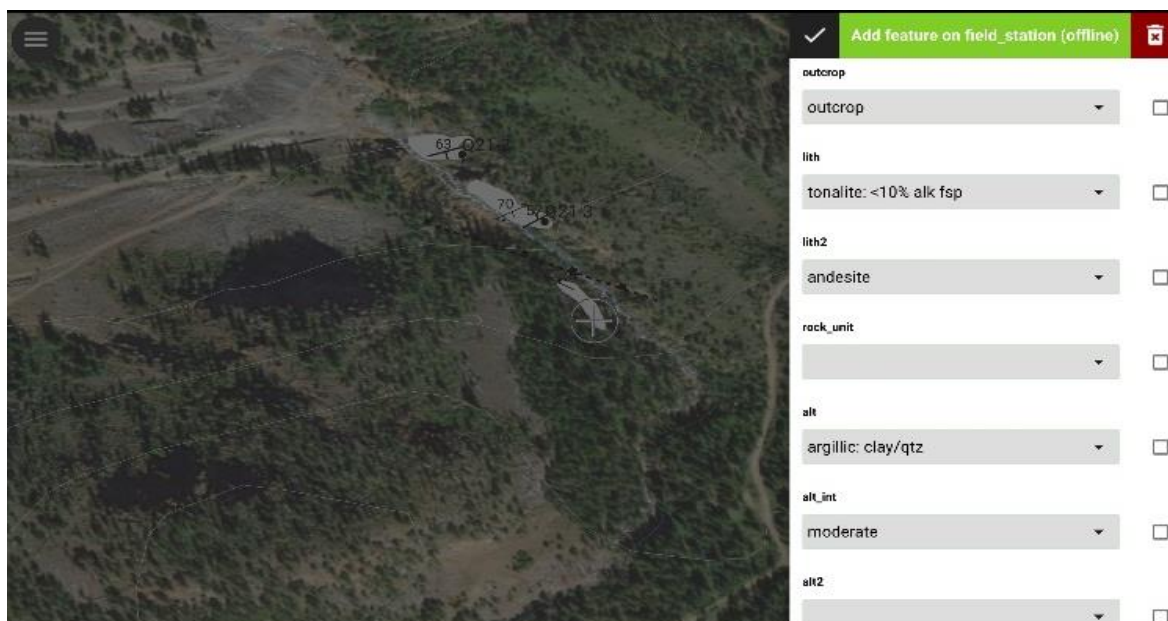 Add feature on field_station (offline)
outcrop
outcrop
lith
tonalite: <10% alk fsp
lith2
andesite
rock_unit
alt
argillic: clay/qtz
alt_int
moderate
alt2
63
70